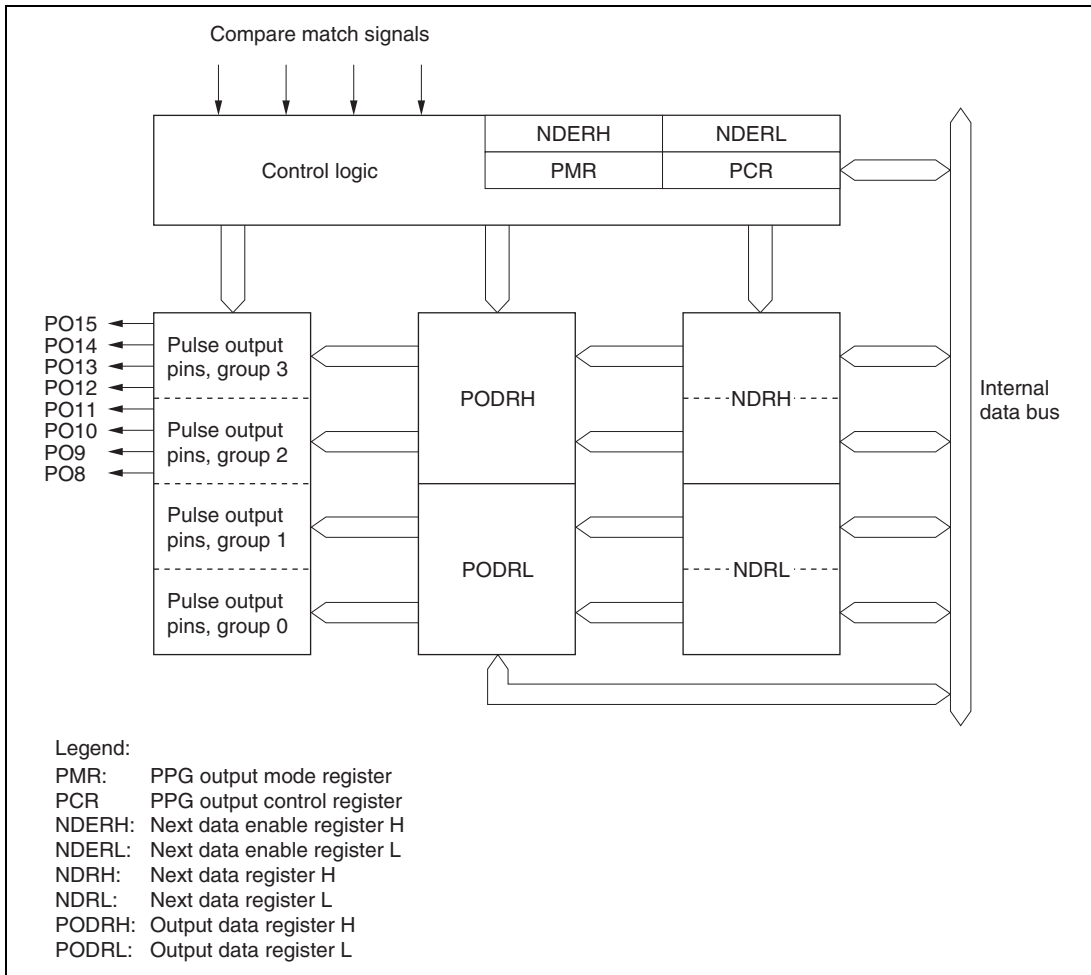 Compare match signals
Control logic
NDERH
NDERL
PMR
PCR
PO15
PO14
PO13
PO12
PO11
PO10
PO9
PO8
Pulse output
pins, group 3
Pulse output
pins, group 2
Pulse output
pins, group 1
Pulse output
pins, group 0
PODRH
PODRL
NDRH
NDRL
Internal
data bus
Legend:
PMR: PPG output mode register
PCR PPG output control register
NDERH: Next data enable register H
NDERL: Next data enable register L
NDRH: Next data register H
NDRL: Next data register L
PODRH: Output data register H
PODRL: Output data register L